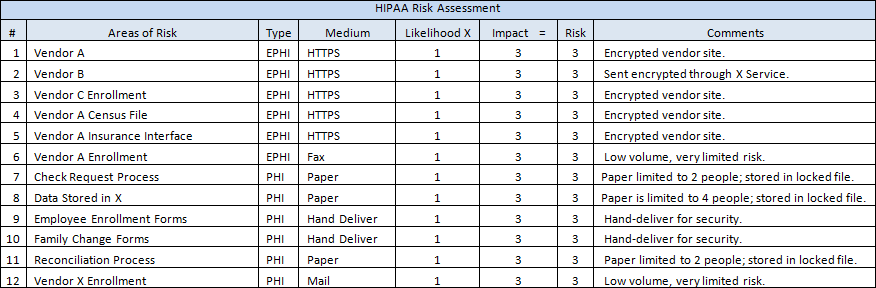 HIPAA Risk Assessment
# Areas of Risk Type Medium Likelihood X Impact = Risk Comments
1 Vendor A EPHI HTTPS 1 3 3 Encrypted vendor site.
2 Vendor B EPHI HTTPS 1 3 3 Sent encrypted through X Service.
3 Vendor C Enrollment EPHI HTTPS 1 3 3 Encrypted vendor site.
4 Vendor A Census File EPHI HTTPS 1 3 3 Encrypted vendor site.
5 Vendor A Insurance Interface EPHI HTTPS 1 3 3 Encrypted vendor site.
6 Vendor A Enrollment EPHI Fax 1 3 3 Low volume, very limited risk.
7 Check Request Process PHI Paper 1 3 3 Paper limited to 2 people; stored in locked file.
8 Data Stored in X PHI Paper 1 3 3 Paper is limited to 4 people; stored in locked file.
9 Employee Enrollment Forms PHI Hand Deliver 1 3 3 Hand-deliver for security.
10 Family Change Forms PHI Hand Deliver 1 3 3 Hand-deliver for security.
11 Reconciliation Process PHI Paper 1 3 3 Paper limited to 2 people; stored in locked file.
12 Vendor X Enrollment PHI Mail 1 3 3 Low volume, very limited risk.